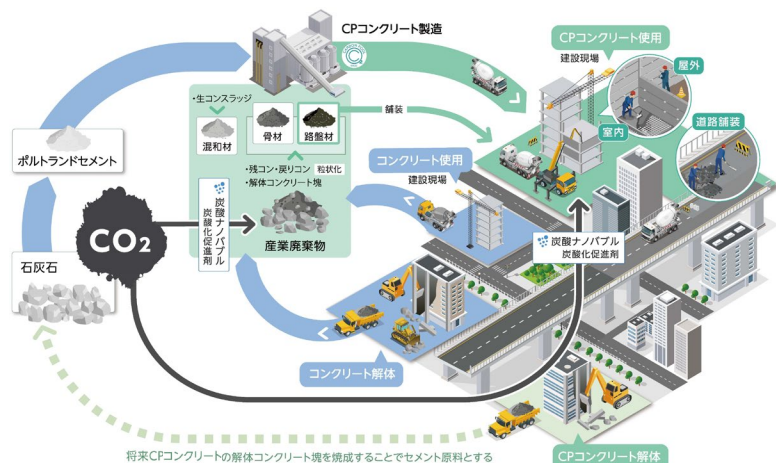 CPコンクリート製造
CPコンクリート使用
建設現場
屋外
室内
道路舗装
・生コンスラッジ
混和材
骨材
路盤材
舗装
・残コン・戻りコン 粒状化
・解体コンクリート塊
産業廃棄物
コンクリート使用
建設現場
ポルトランドセメント
石灰石
CO2
炭酸ナノバブル
炭酸化促進剤
炭酸ナノバブル
炭酸化促進剤
コンクリート解体
CPコンクリート解体
将来CPコンクリートの解体コンクリート塊を焼成することでセメント原料とする